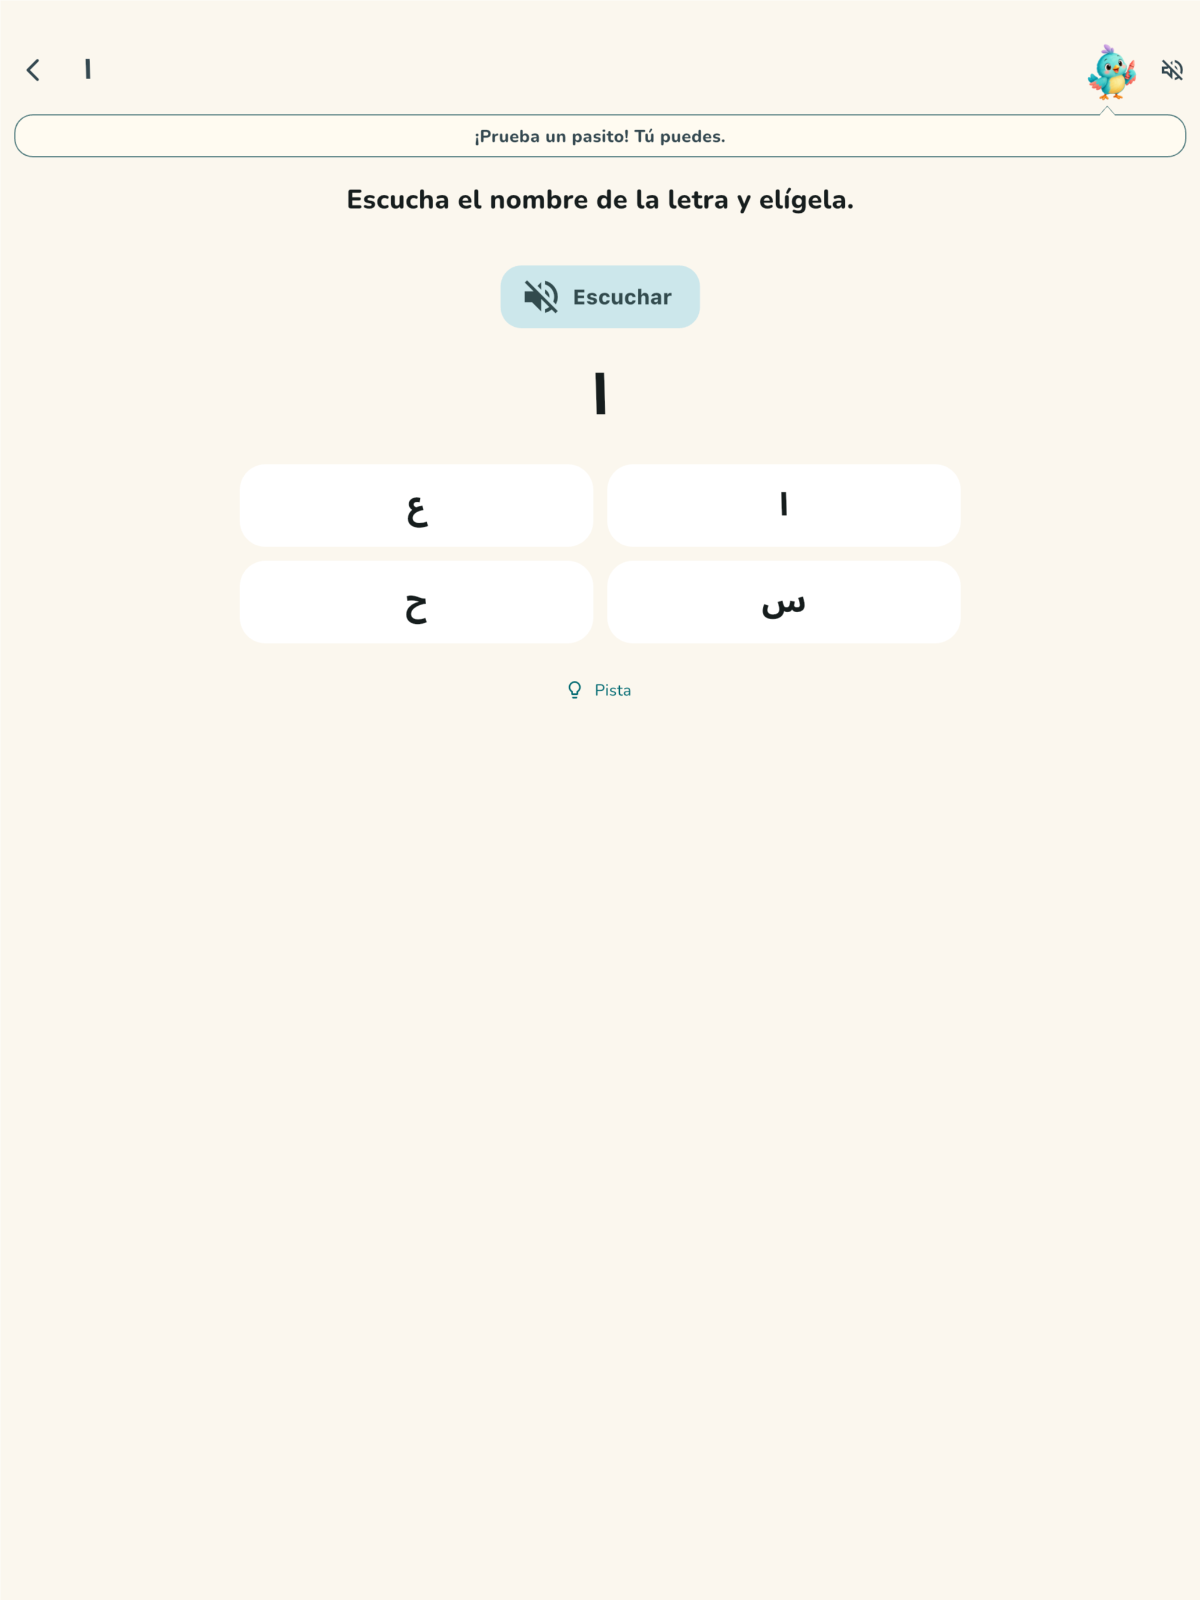 ا
¡Prueba un pasito! Tú puedes.
Escucha el nombre de la letra y elígela.
Escuchar
ا
ع
ا
ح
س
Pista